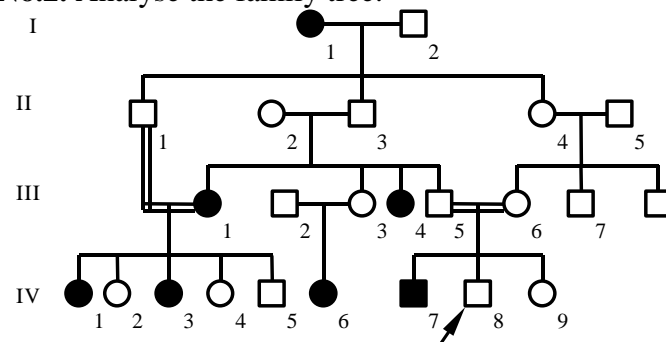 No.2. Analyse the family tree.
I
1 2
II
1 2 3 4 5
III
1 2 3 4 5 6 7
IV
1 2 3 4 5 6 7 8 9